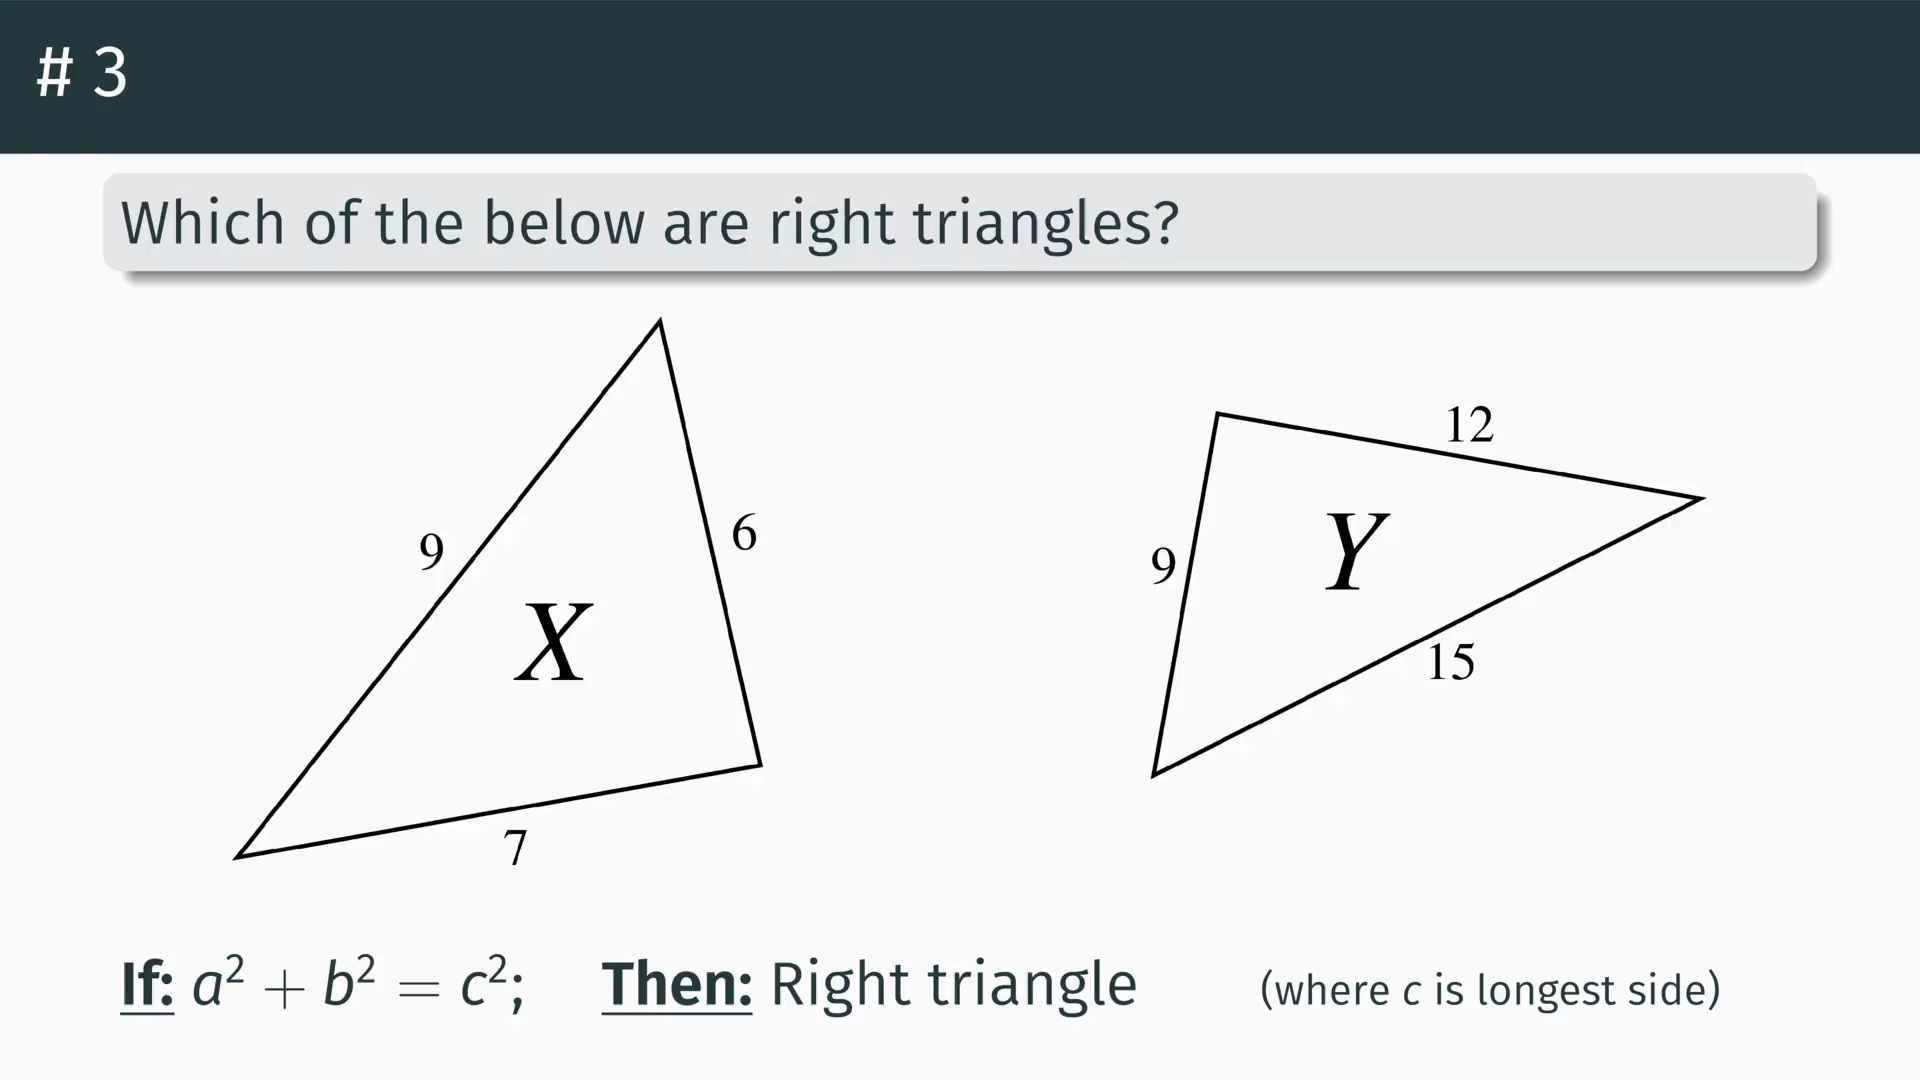 # 3
Which of the below are right triangles?
12
9
6
9
Y
X
15
7
If: a² + b² = c²; Then: Right triangle (where c is longest side)